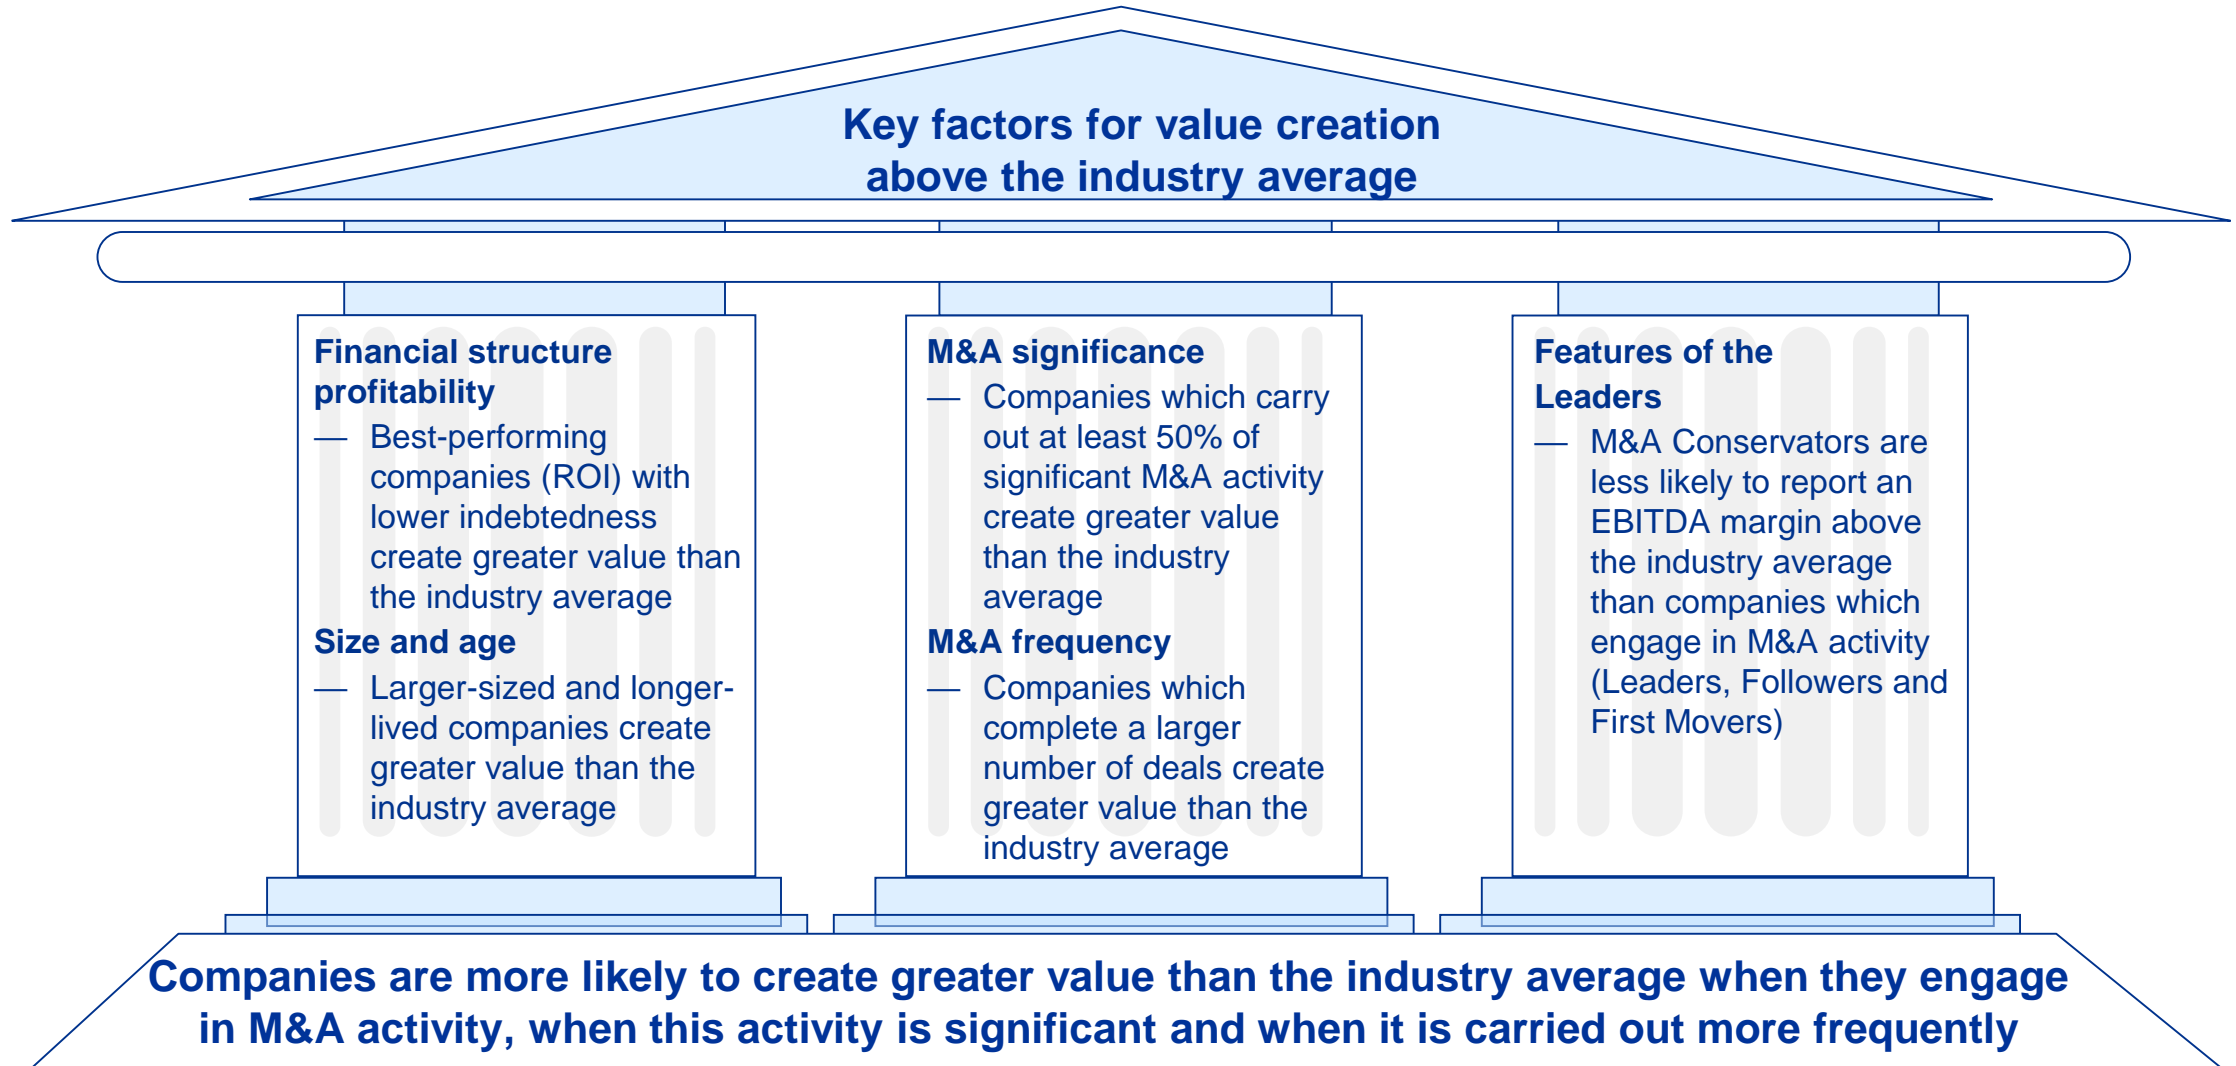 Key factors for value creation
above the industry average
Financial structure
profitability
— Best-performing
companies (ROI) with
lower indebtedness
create greater value than
the industry average
Size and age
— Larger-sized and longer-
lived companies create
greater value than the
industry average
M&A significance
— Companies which carry
out at least 50% of
significant M&A activity
create greater value
than the industry
average
M&A frequency
— Companies which
complete a larger
number of deals create
greater value than the
industry average
Features of the
Leaders
— M&A Conservators are
less likely to report an
EBITDA margin above
the industry average
than companies which
engage in M&A activity
(Leaders, Followers and
First Movers)
Companies are more likely to create greater value than the industry average when they engage
in M&A activity, when this activity is significant and when it is carried out more frequently